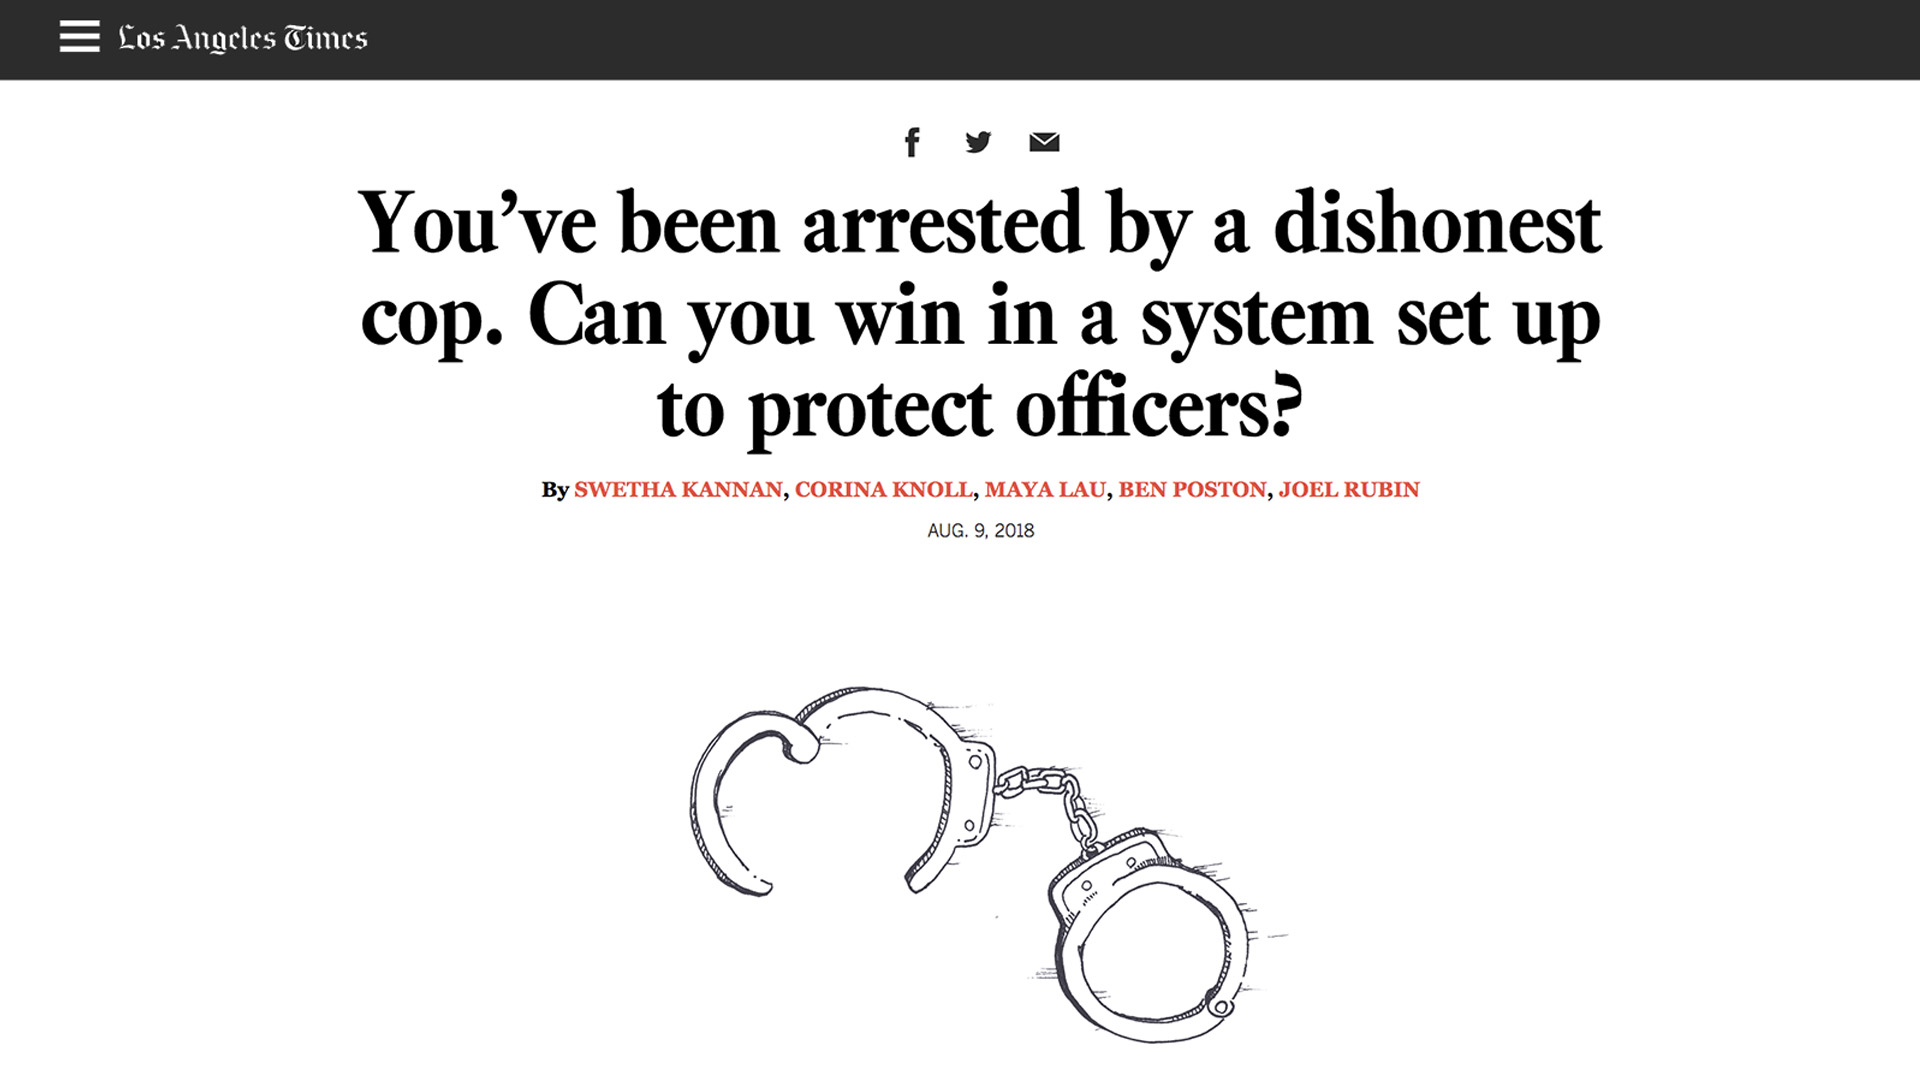 Los Angeles Times
You’ve been arrested by a dishonest
cop. Can you win in a system set up
to protect officers?
By SWETHA KANNAN, CORINA KNOLL, MAYA LAU, BEN POSTON, JOEL RUBIN
AUG. 9, 2018